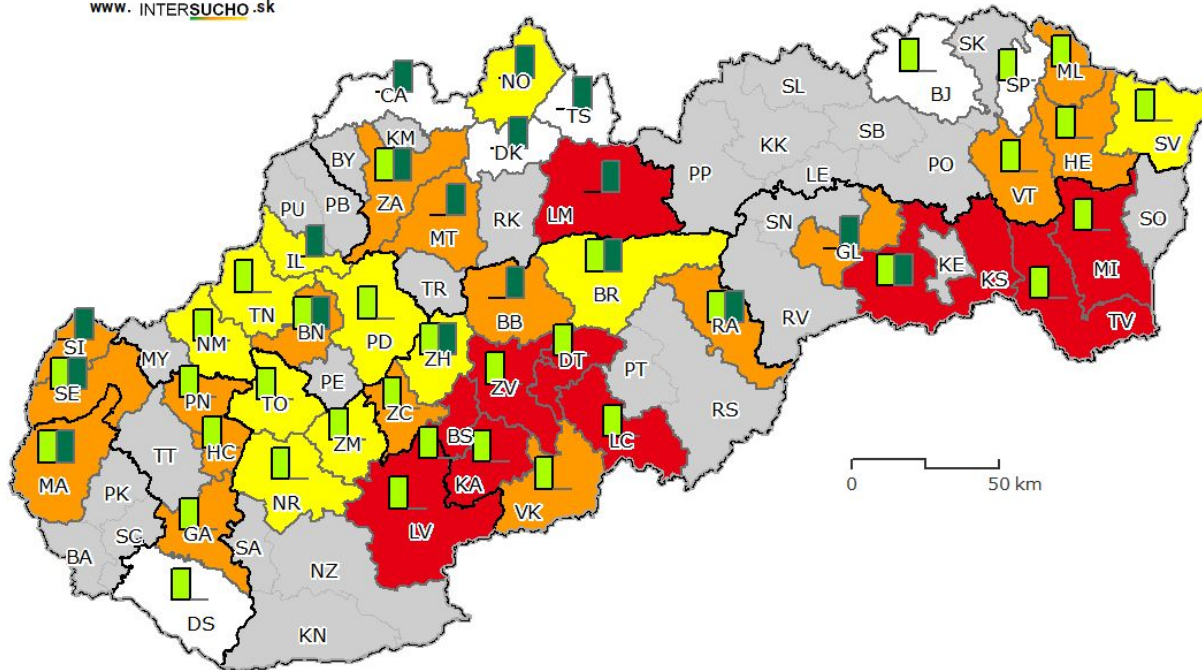 www. INTERSUCHO.sk
NO
CA
TS
KM
DK
BY
ZA
MT
RK
LM
PU
PB
IL
TN
BN
PD
TR
BB
BR
SL
SK
BJ
SP
ML
SV
KK
SB
PP
LE
PO
VT
HE
SO
SN
GL
KE
KS
MI
TV
RV
RA
SI
SE
MY
NM
PE
ZH
ZV
DT
PT
RS
PN
TO
ZM
ZC
BS
LC
MA
TT
HC
NR
KA
VK
LV
PK
GA
SC
BA
SA
NZ
DS
KN
0 50 km